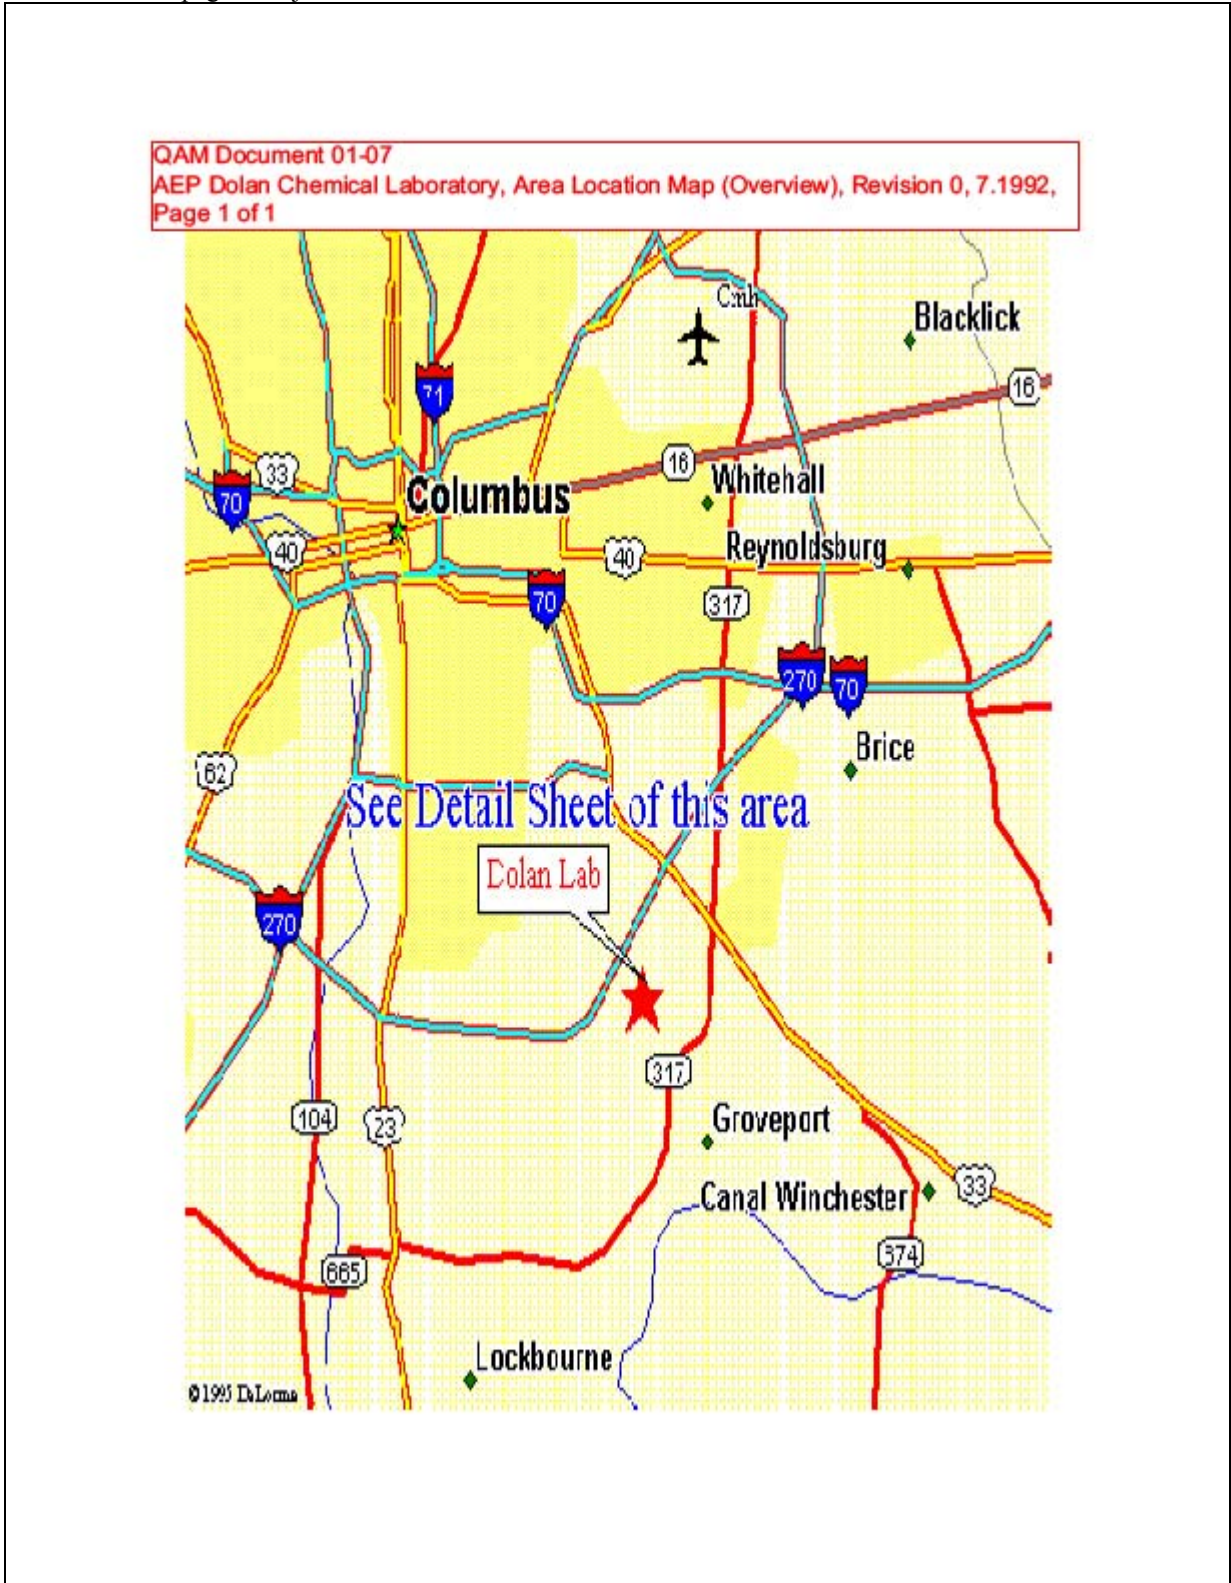 QAM Document 01-07
AEP Dolan Chemical Laboratory, Area Location Map (Overview), Revision 0, 7.1992,
Page 1 of 1
Cmh
Blacklick
71
16
33
16
Whitehall
70
Columbus
40
40
Reynoldsburg
70
317
270
70
Brice
62
See Detail Sheet of this area
Dolan Lab
270
317
104
23
Groveport
Canal Winchester
33
674
665
Lockbourne
©1995 DeLorme